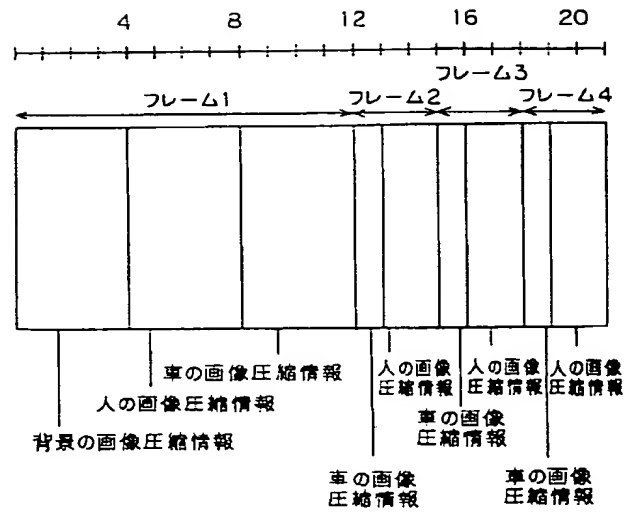 4 8 12 16 20
フレーム3
フレーム1 フレーム2 フレーム4
車の画像圧縮情報
人の画像圧縮情報
背景の画像圧縮情報
人の画像
圧縮情報
人の画像
圧縮情報
人の画像
圧縮情報
車の画像
圧縮情報
車の画像
圧縮情報
車の画像
圧縮情報